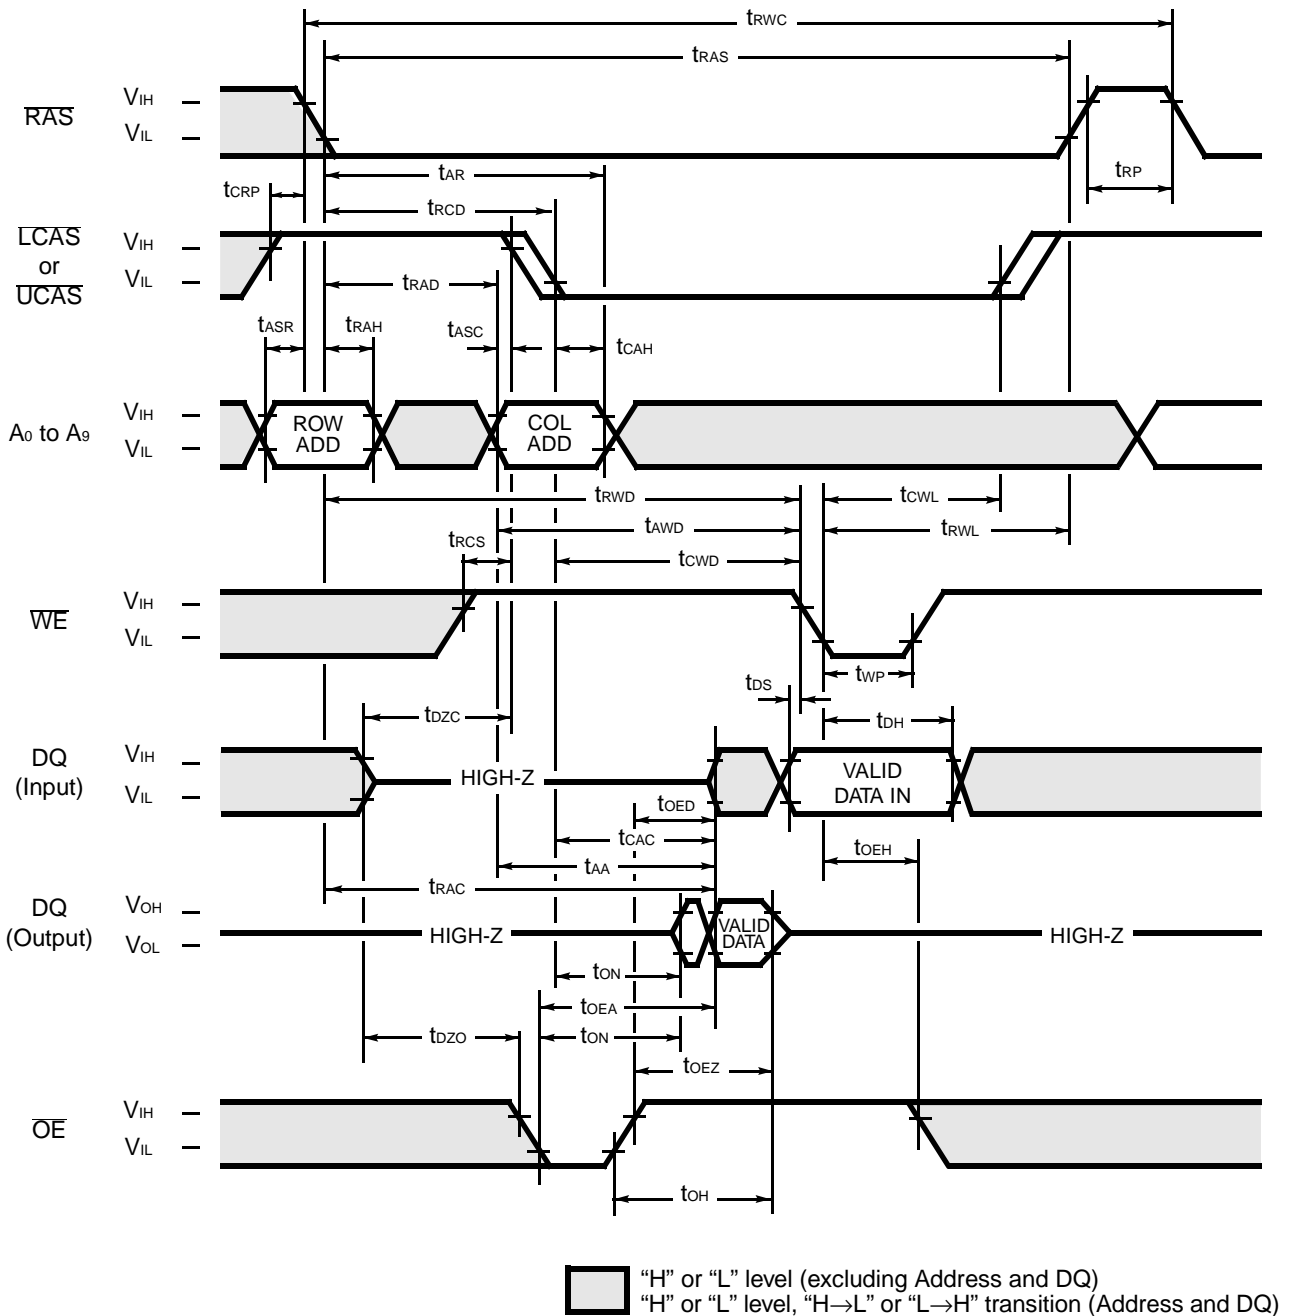 tRWC
tRAS
RAS
VIH
VIL
tAR
tRP
tCRP
tRCD
LCAS
or
UCAS
VIH
VIL
tRAD
tASR
tRAH
tASC
tCAH
A0 to A9
VIH
VIL
ROW
ADD
COL
ADD
tRWD
tCWL
tAWD
tRWL
tRCS
tCWD
WE
VIH
VIL
tWP
tDS
tDZC
tDH
DQ
(Input)
VIH
VIL
HIGH-Z
VALID
DATA IN
tOED
tCAC
tOEH
tAA
tRAC
DQ
(Output)
VOH
VOL
HIGH-Z
VALID
DATA
HIGH-Z
tON
tOEA
tDZO
tON
tOEZ
OE
VIH
VIL
tOH
“H” or “L” level (excluding Address and DQ)
“H” or “L” level, “H→L” or “L→H” transition (Address and DQ)